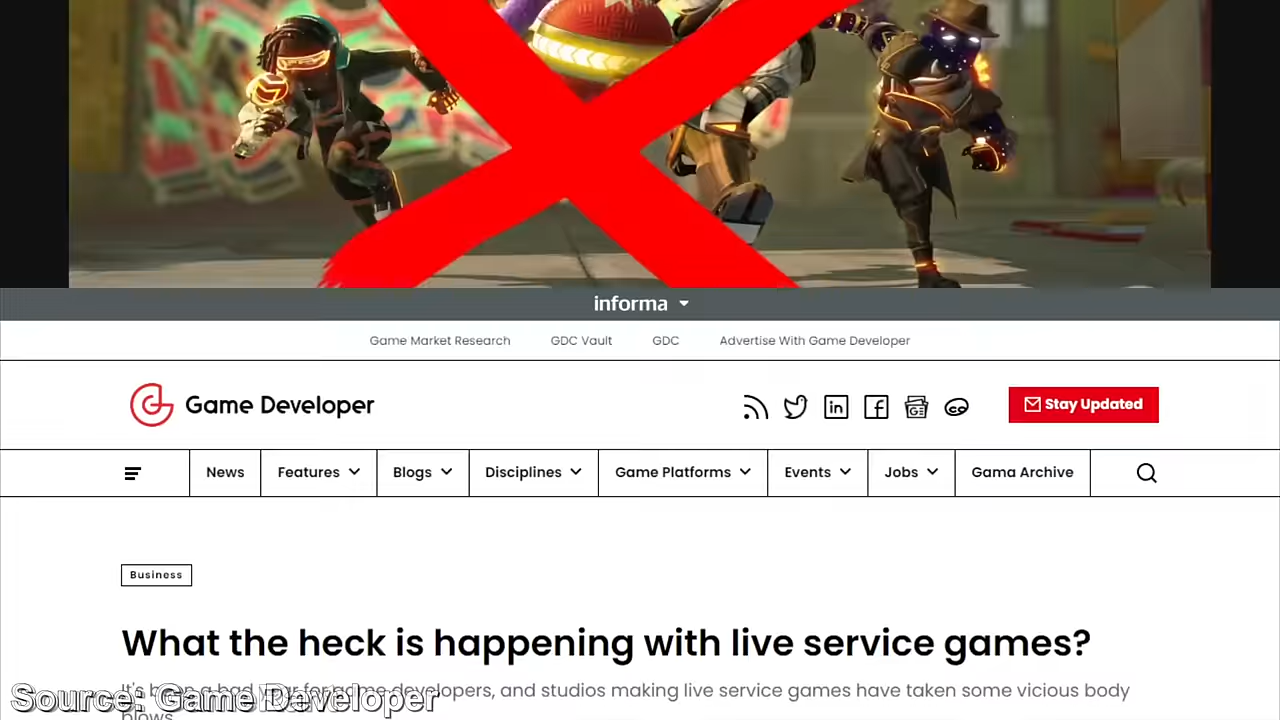 informa
Game Market Research GDC Vault GDC Advertise With Game Developer
Game Developer
GE
Stay Updated
News Features Blogs Disciplines Game Platforms Events Jobs Gama Archive
Business
What the heck is happening with live service games?
developers, and studios making live service games have taken some vicious body
blows
Source: Game Developer